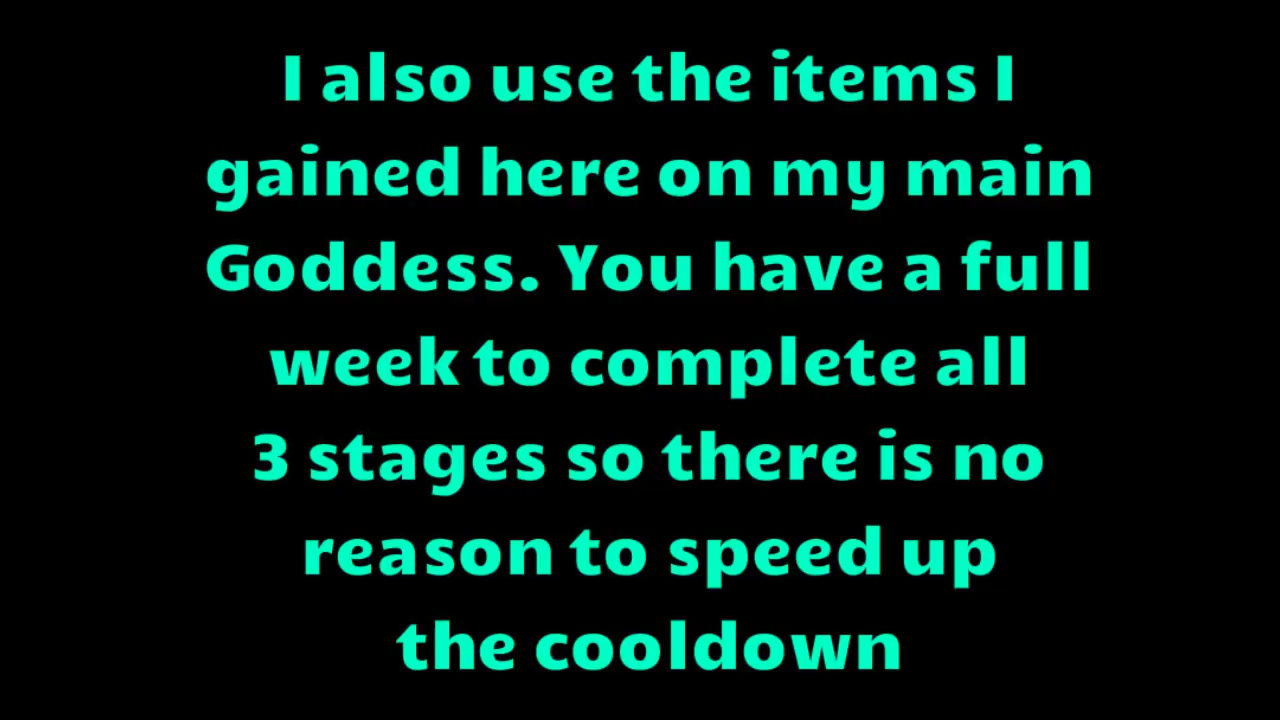 I also use the items I
gained here on my main
Goddess. You have a full
week to complete all
3 stages so there is no
reason to speed up
the cooldown